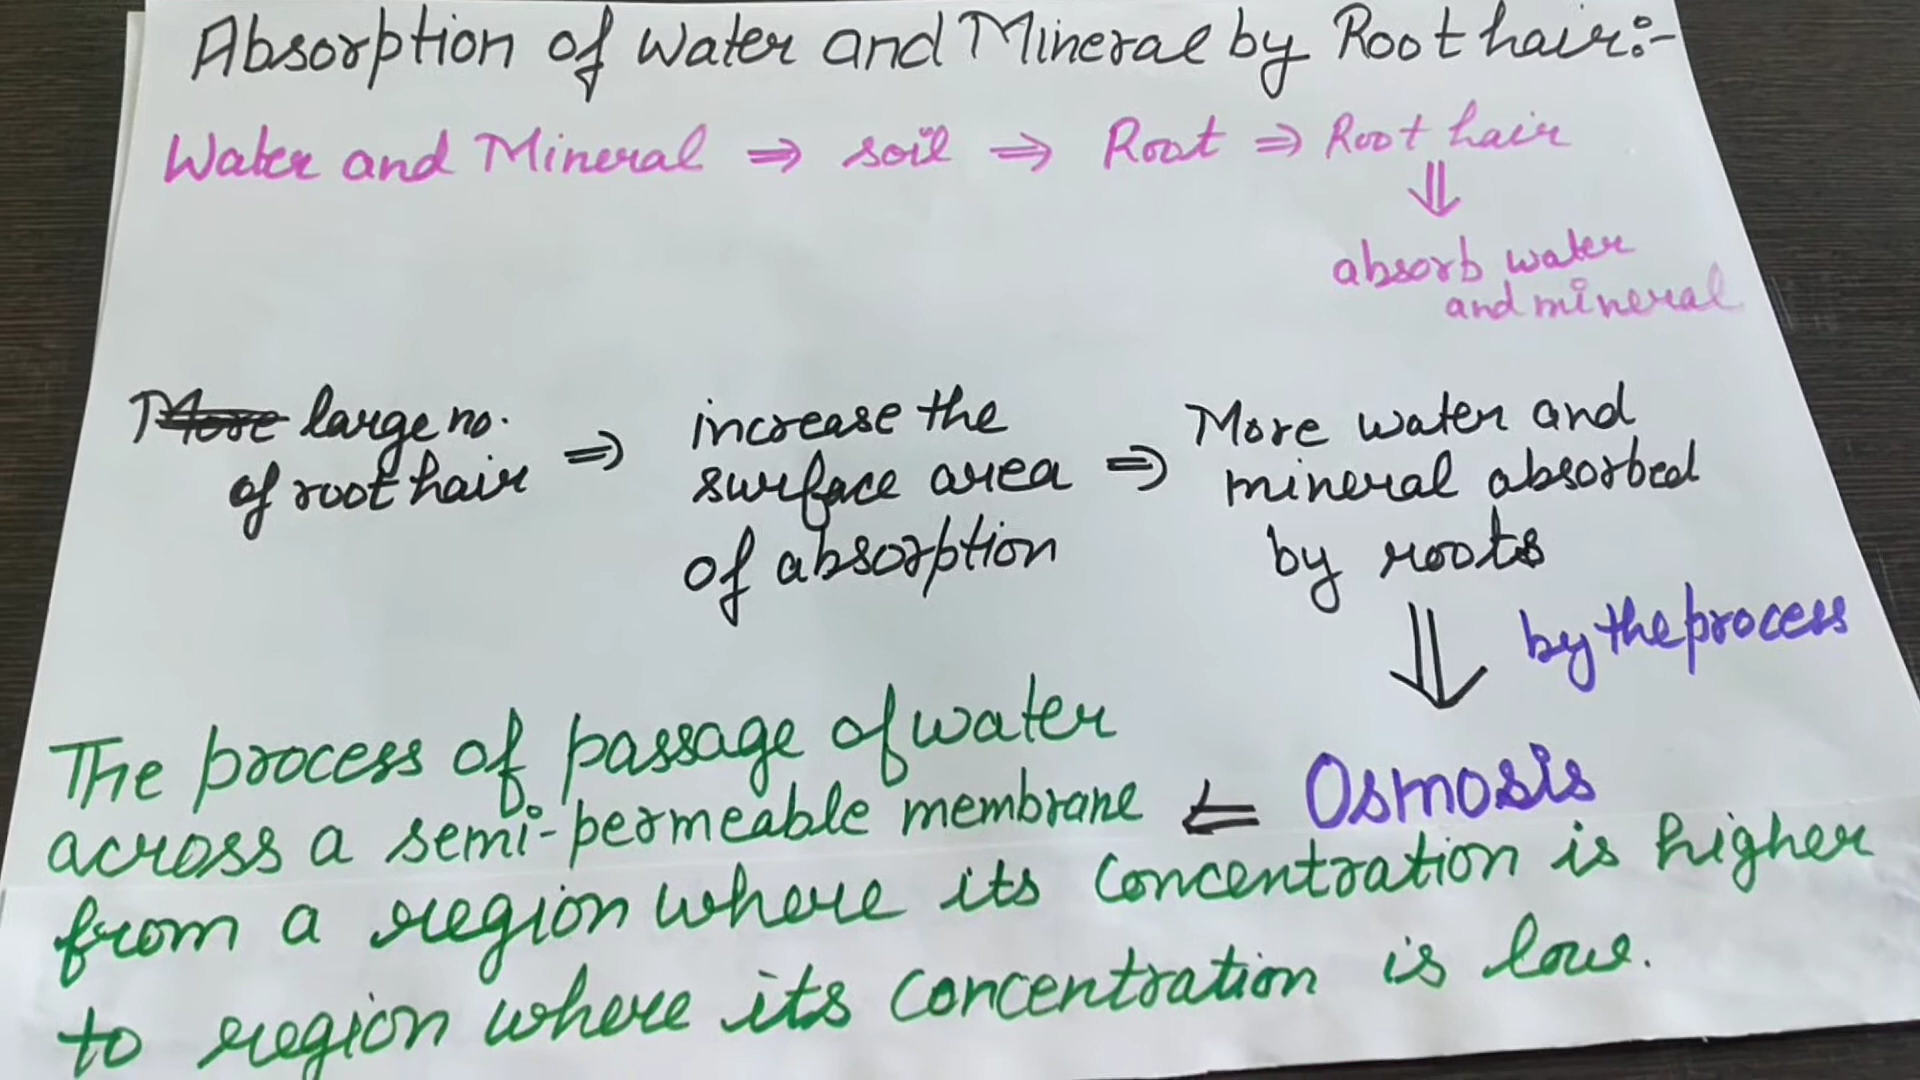 Absorption of Water and Mineral by Root hair:-
Water and Mineral ⇒ soil ⇒ Root ⇒ Root hair
⇓
absorb water
and mineral
More large no.
of root hair ⇒
increase the
surface area
of absorption ⇒
More water and
mineral absorbed
by roots
⇓ by the process
Osmosis
⇐
The process of passage of water
across a semi-permeable membrane
from a region where its concentration is higher
to region where its concentration is low.